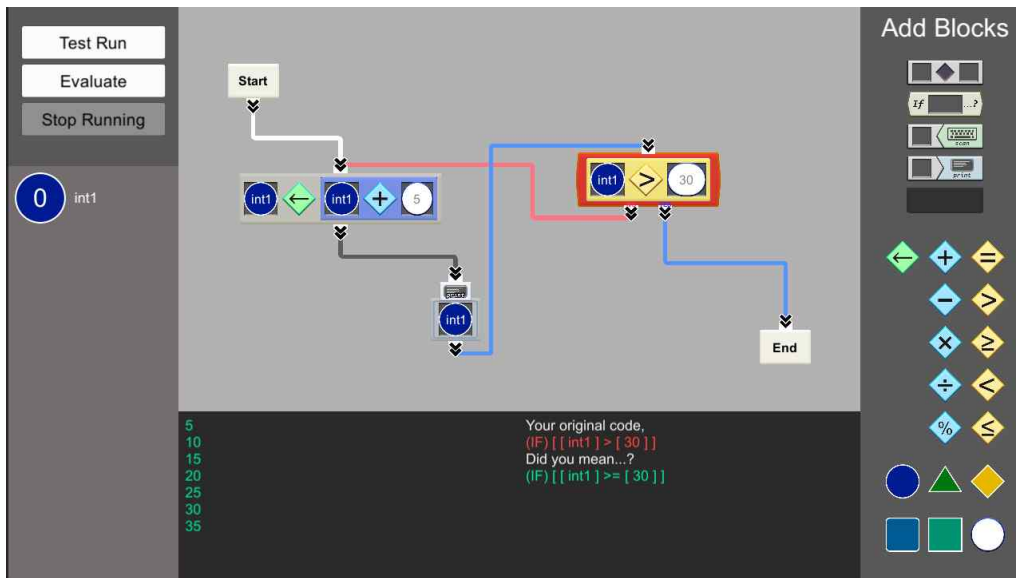 Test Run
Evaluate
Stop Running
0 int1
Start
int1 ← int1 + 5
print
int1
int1 > 30
End
5
10
15
20
25
30
35
Your original code,
(IF) [ [ int1 ] > [ 30 ] ]
Did you mean...?
(IF) [ [ int1 ] >= [ 30 ] ]
Add Blocks
If ...?
scan
print
← + =
− >
× ≥
÷ <
% ≤